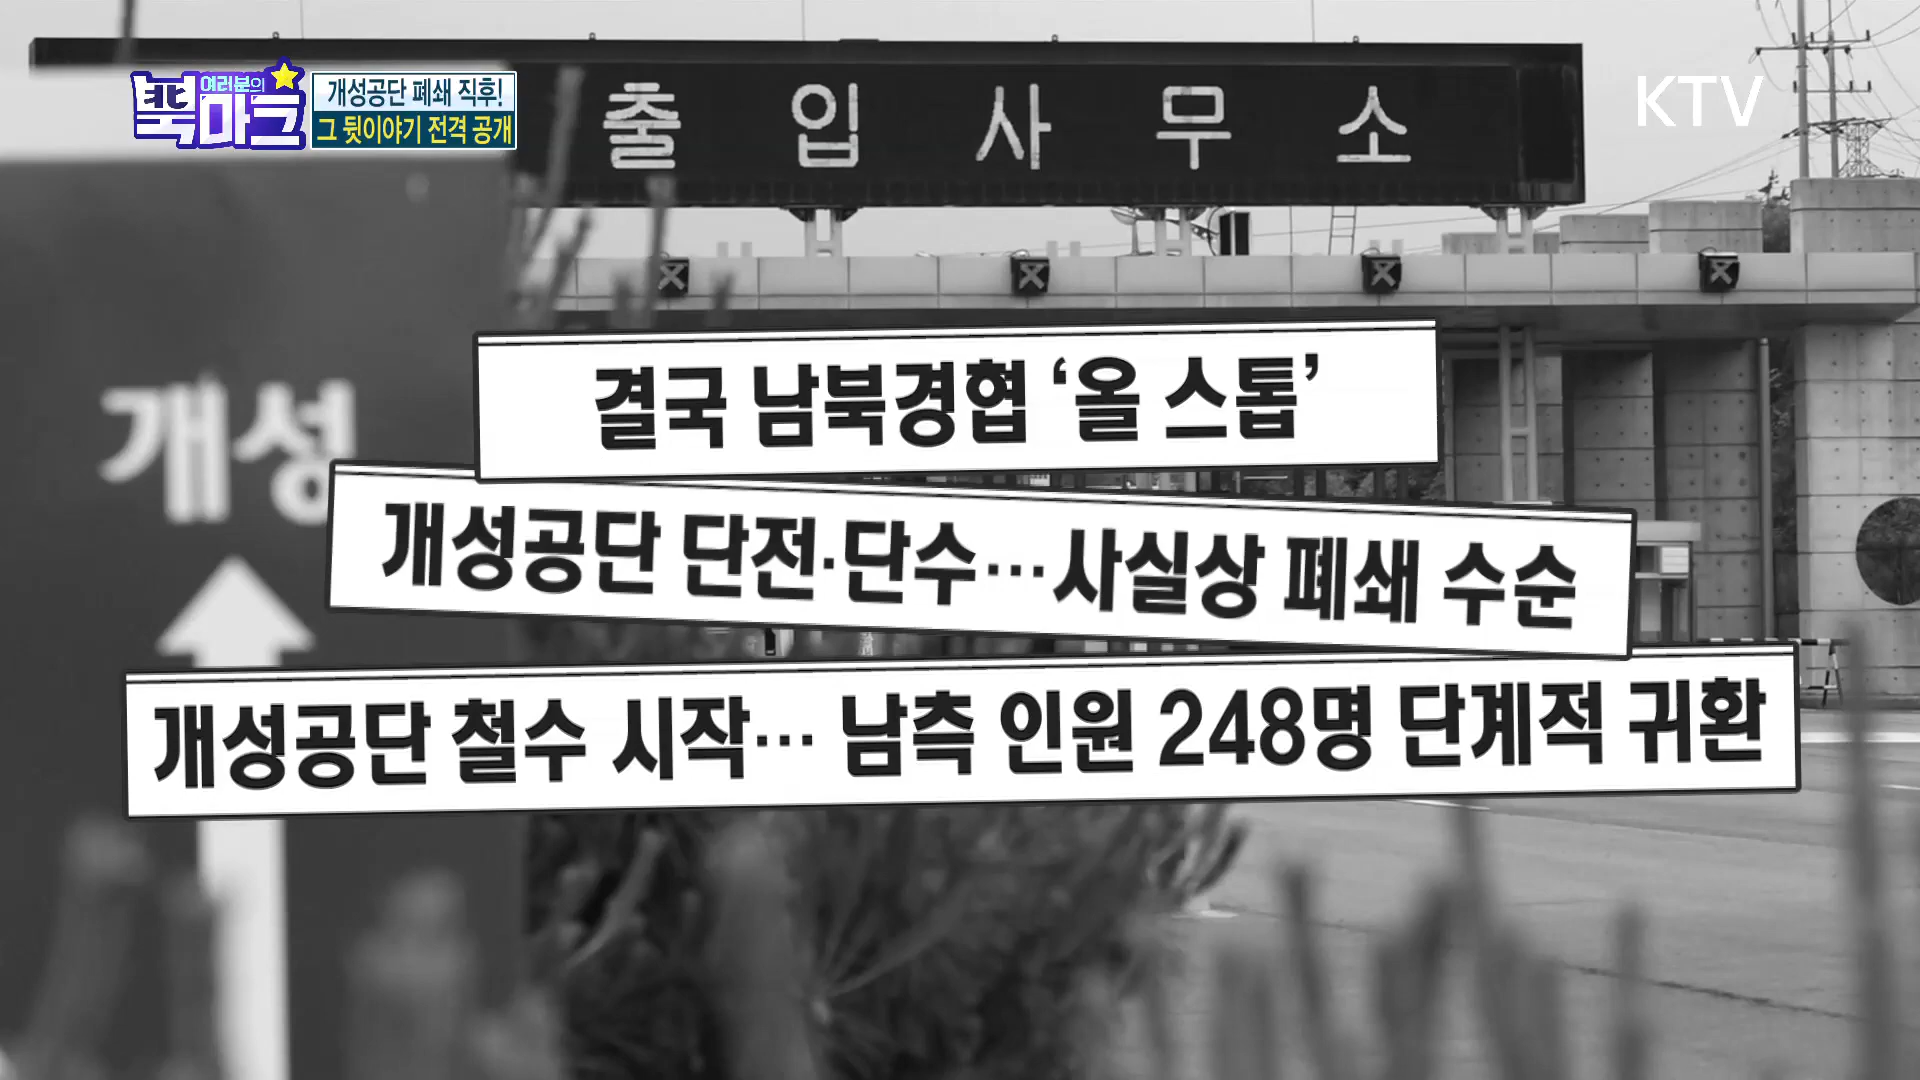 여러분의
북마크
개성공단 폐쇄 직후!
그 뒷이야기 전격 공개
출입사무소
KTV
개성
결국 남북경협 ‘올 스톱’
개성공단 단전·단수…사실상 폐쇄 수순
개성공단 철수 시작… 남측 인원 248명 단계적 귀환